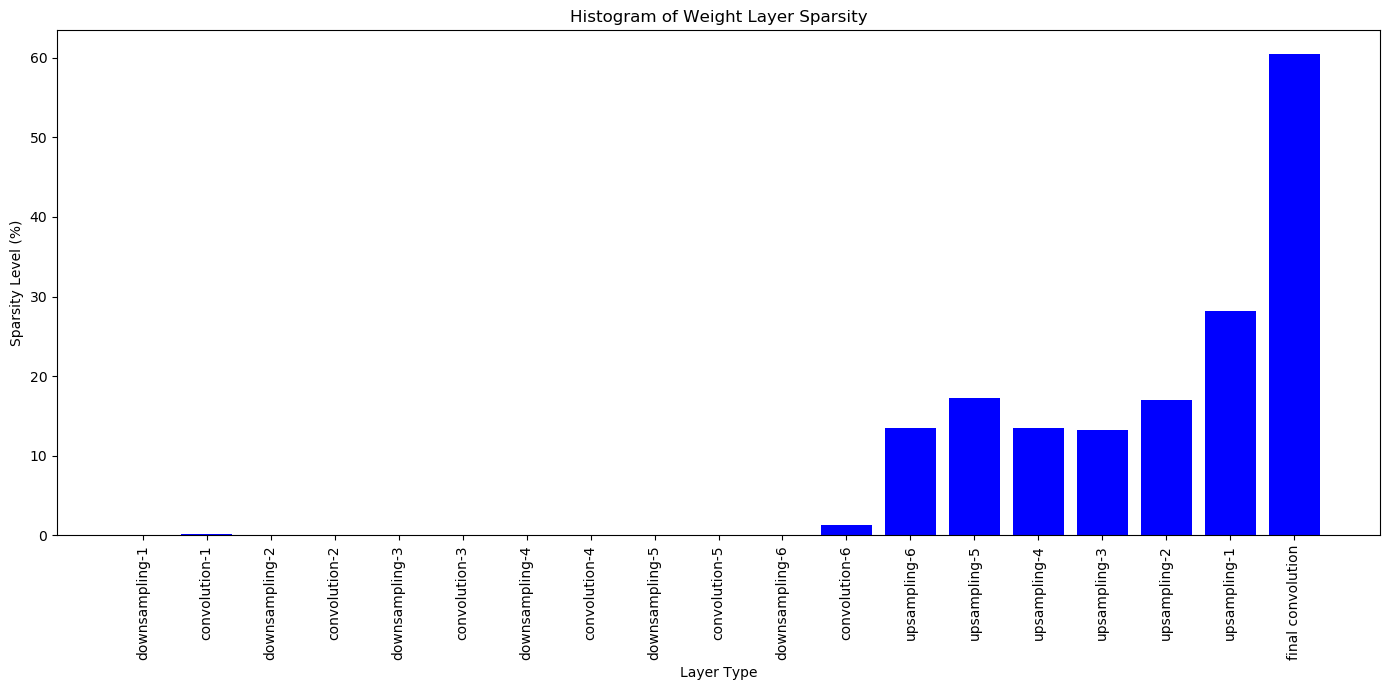 Histogram of Weight Layer Sparsity
Sparsity Level (%)
60
50
40
30
20
10
0
downsampling-1
convolution-1
downsampling-2
convolution-2
downsampling-3
convolution-3
downsampling-4
convolution-4
downsampling-5
convolution-5
downsampling-6
convolution-6
upsampling-6
upsampling-5
upsampling-4
upsampling-3
upsampling-2
upsampling-1
final convolution
Layer Type